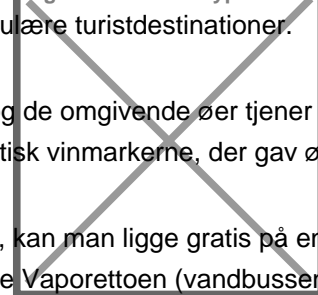 ulære turistdestinationer.
g de omgivende øer tjener
tisk vinmarkerne, der gav ø
, kan man ligge gratis på en
e Vaporettoen (vandbusser